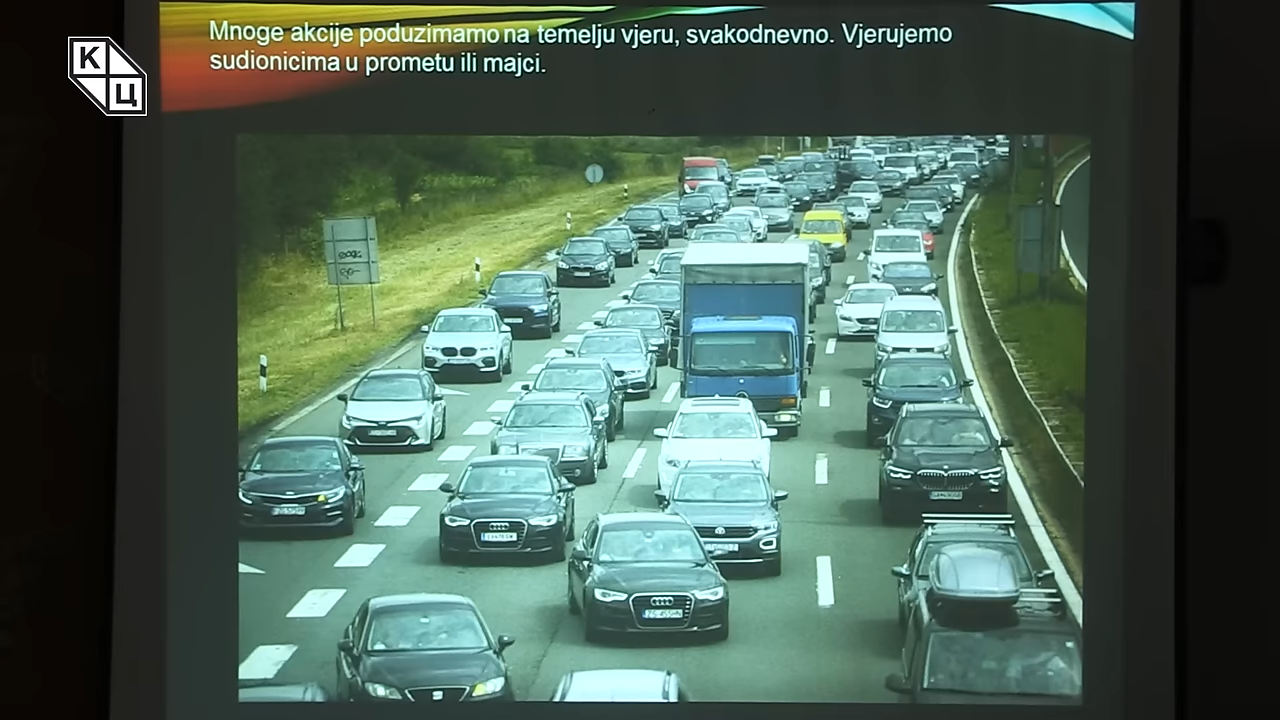 Mnoge akcije poduzimamo na temelju vjeru, svakodnevno. Vjerujemo
sudionicima u prometu ili majci.
К
Ц